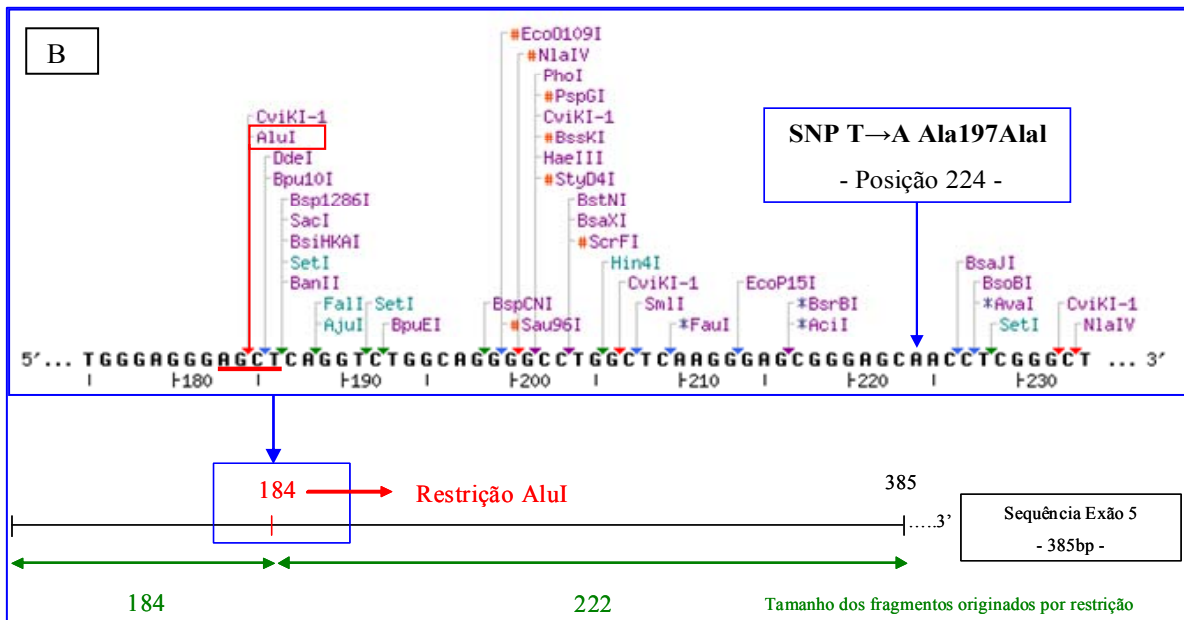 B
#EcoO109I
#NlaIV
PhoI
#PspGI
CviKI-1
#BssKI
HaeIII
#StyD4I
BstNI
BsaXI
#ScrFI
Hin4I
CviKI-1
SmlI
*FauI
CviKI-1
AluI
DdeI
Bpu10I
Bsp1286I
SacI
BsiHKAI
SetI
BanII
FalI
SetI
AjuI
BpuEI
BspCNI
#Sau96I
EcoP15I
*BsrBI
*AciI
SNP T→A Ala197Alal
- Posição 224 -
BsaJI
BsoBI
*AvaI
SetI
CviKI-1
NlaIV
5'... TGGGAGGGAGCTCAGGTCTGGCAGGGGCCTGGCTCAAGGGAGCGGGAGCAACCTCGGGCT ... 3'
180 190 200 210 220 230
184 Restrição AluI
385
.....3'
Sequência Exão 5
- 385bp -
184
222
Tamanho dos fragmentos originados por restrição